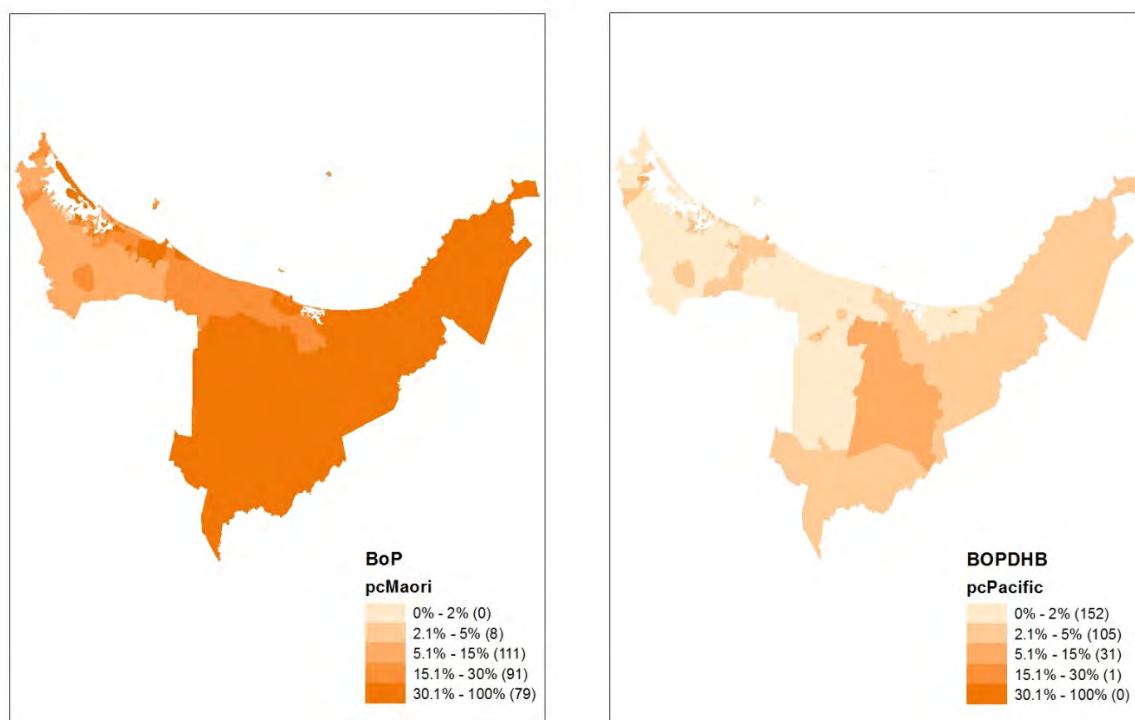 BoP
pcMaori
0% - 2% (0)
2.1% - 5% (8)
5.1% - 15% (111)
15.1% - 30% (91)
30.1% - 100% (79)
BOPDHB
pcPacific
0% - 2% (152)
2.1% - 5% (105)
5.1% - 15% (31)
15.1% - 30% (1)
30.1% - 100% (0)